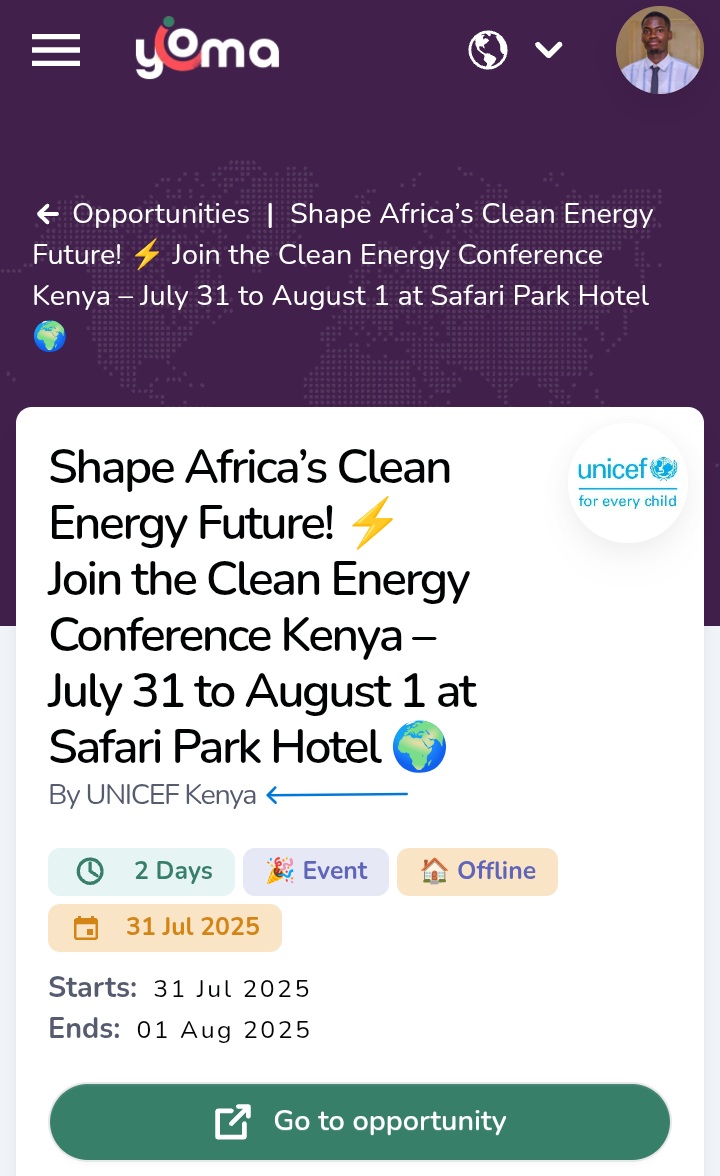 yoma
← Opportunities | Shape Africa’s Clean Energy
Future! ⚡ Join the Clean Energy Conference
Kenya – July 31 to August 1 at Safari Park Hotel
🌍
unicef
for every child
Shape Africa’s Clean
Energy Future! ⚡
Join the Clean Energy
Conference Kenya –
July 31 to August 1 at
Safari Park Hotel 🌍
By UNICEF Kenya
2 Days 🎉 Event 🏠 Offline
31 Jul 2025
Starts: 31 Jul 2025
Ends: 01 Aug 2025
Go to opportunity